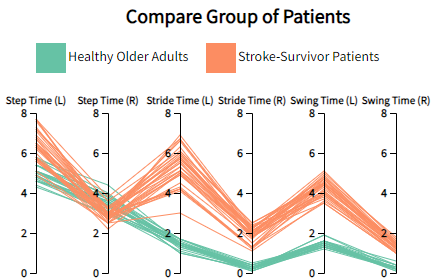 Compare Group of Patients
Healthy Older Adults Stroke-Survivor Patients
Step Time (L) Step Time (R) Stride Time (L) Stride Time (R) Swing Time (L) Swing Time (R)
8 8 8 8 8 8
6 6 6 6 6 6
4 4 4 4 4 4
2 2 2 2 2 2
0 0 0 0 0 0